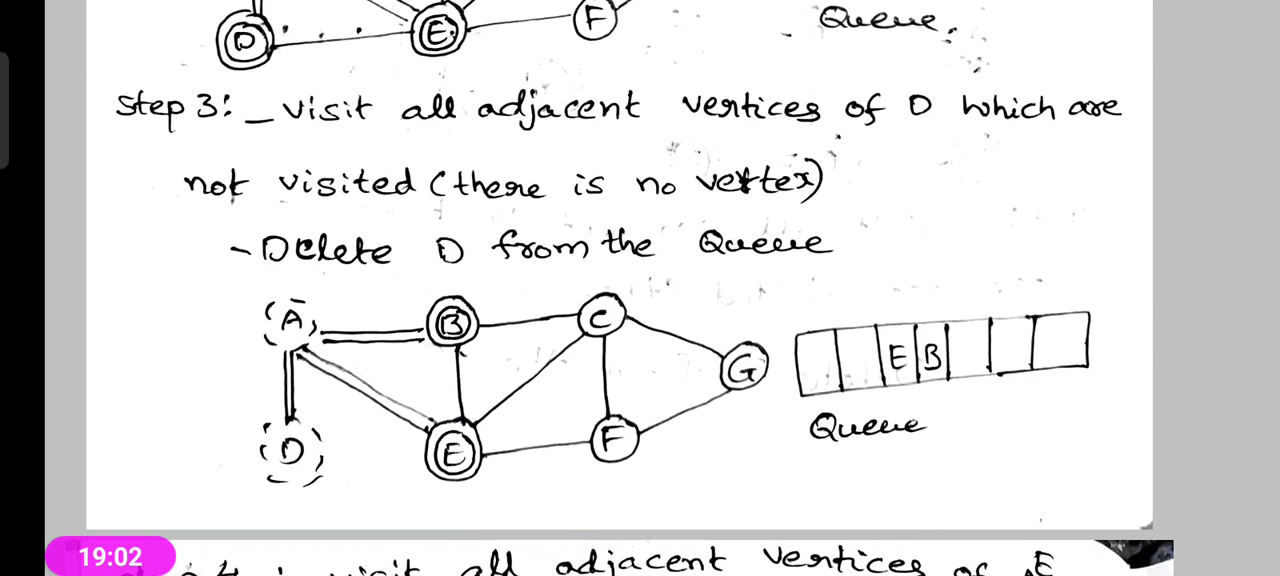 D E F Queue.
Step 3:- visit all adjacent vertices of D which are
not visited (there is no vertex)
- Delete D from the Queue
A B C
G E B
D E F Queue
19:02
visit all adjacent vertices of E